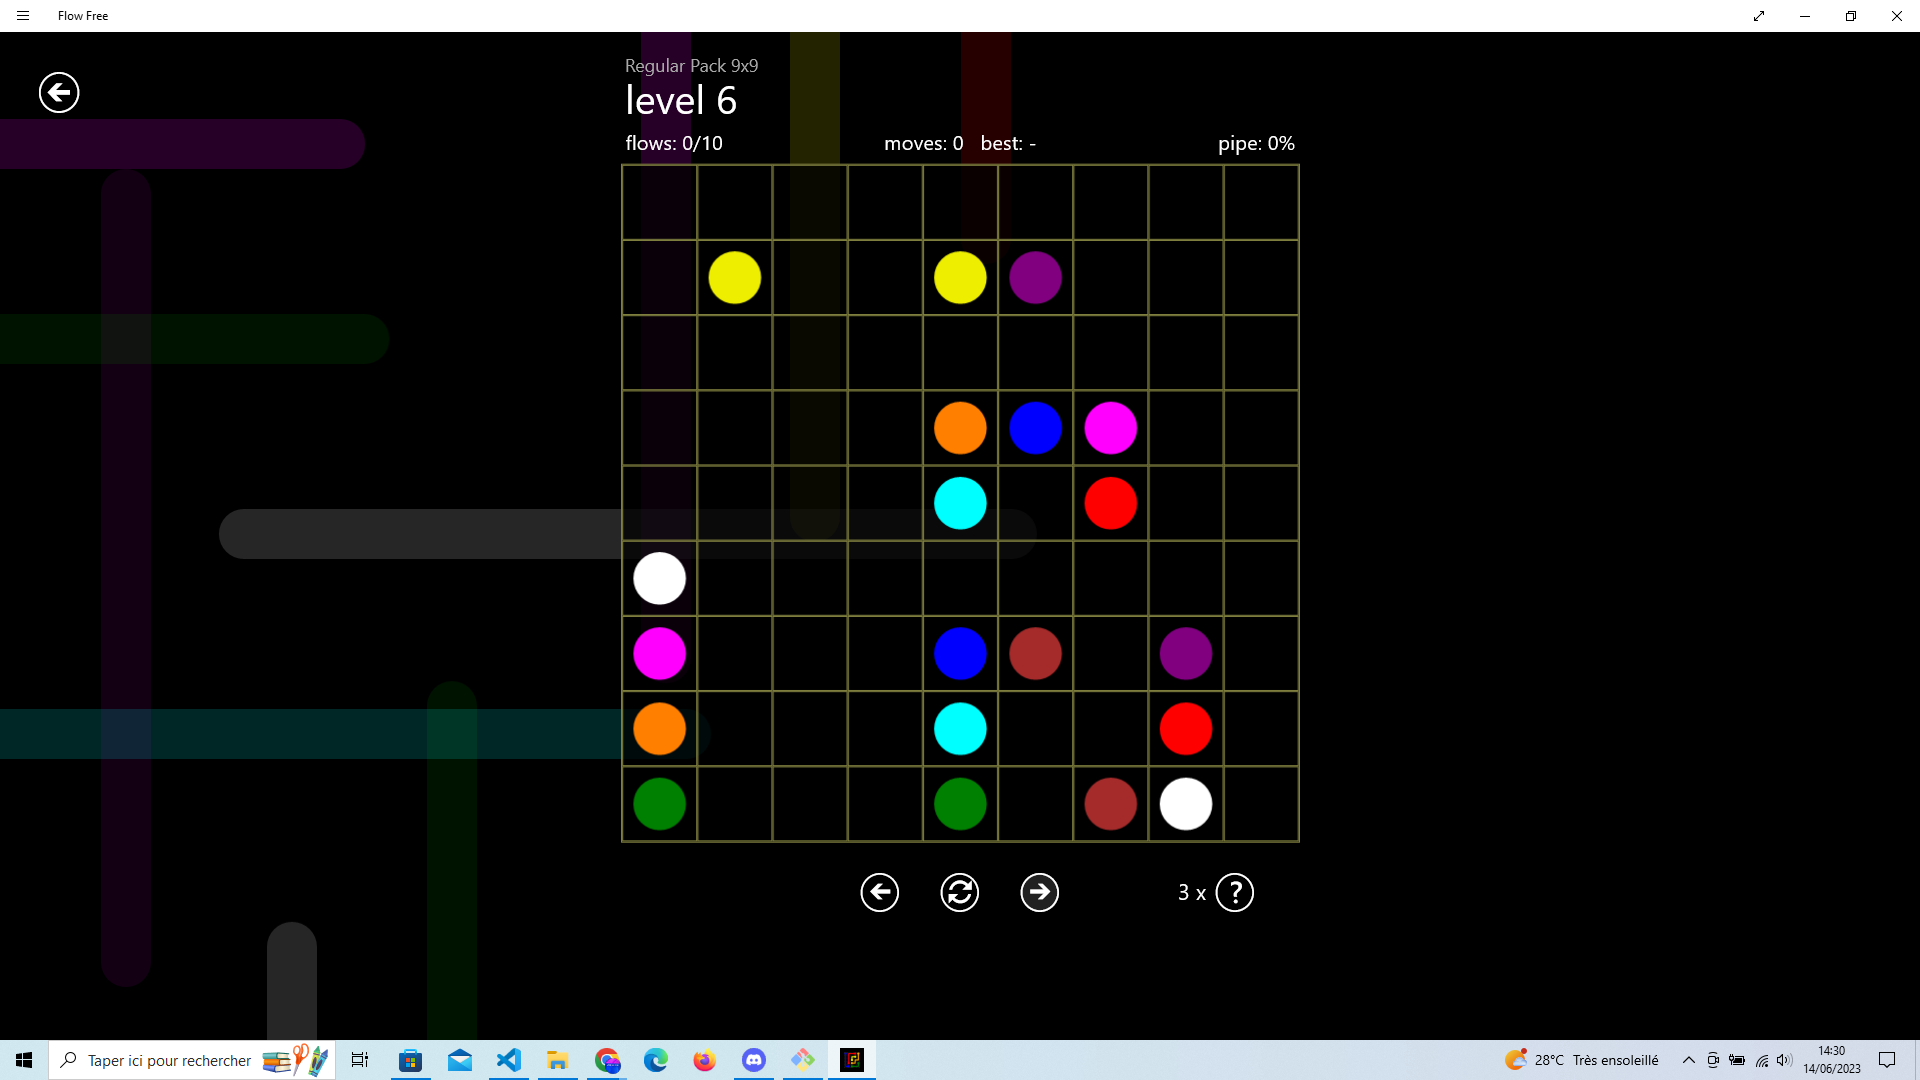 Flow Free
Regular Pack 9x9
level 6
flows: 0/10 moves: 0 best: - pipe: 0%
3 x ?
Taper ici pour rechercher
28°C Très ensoleillé
14:30
14/06/2023